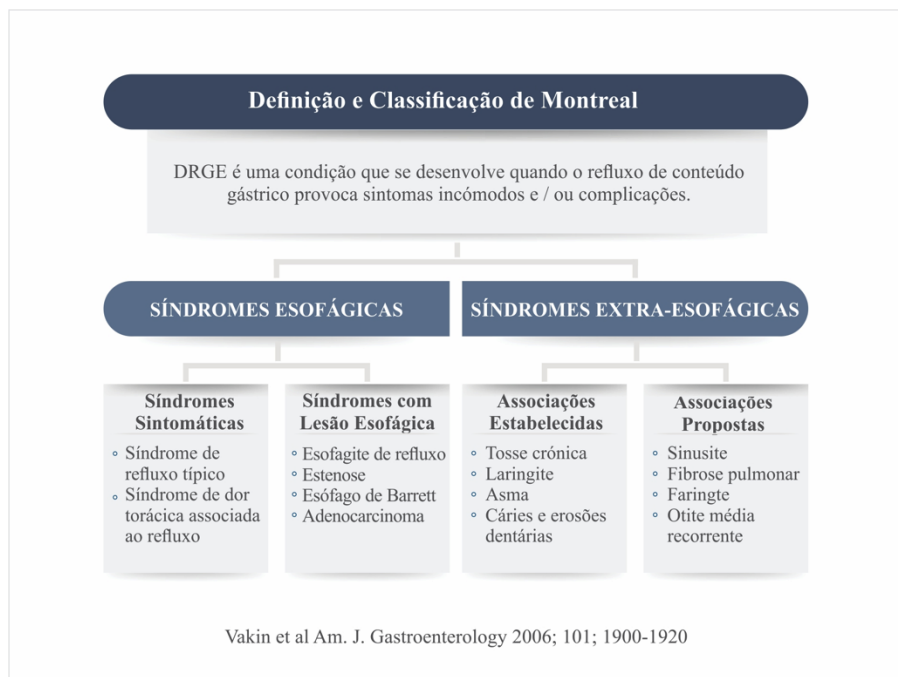 Definição e Classificação de Montreal
DRGE é uma condição que se desenvolve quando o refluxo de conteúdo
gástrico provoca sintomas incómodos e / ou complicações.
SÍNDROMES ESOFÁGICAS
SÍNDROMES EXTRA-ESOFÁGICAS
Síndromes
Sintomáticas
Síndrome de
refluxo típico
Síndrome de dor
torácica associada
ao refluxo
Síndromes com
Lesão Esofágica
Esofagite de refluxo
Estenose
Esófago de Barrett
Adenocarcinoma
Associações
Estabelecidas
Tosse crónica
Laringite
Asma
Cáries e erosões
dentárias
Associações
Propostas
Sinusite
Fibrose pulmonar
Faringte
Otite média
recorrente
Vakin et al Am. J. Gastroenterology 2006; 101; 1900-1920